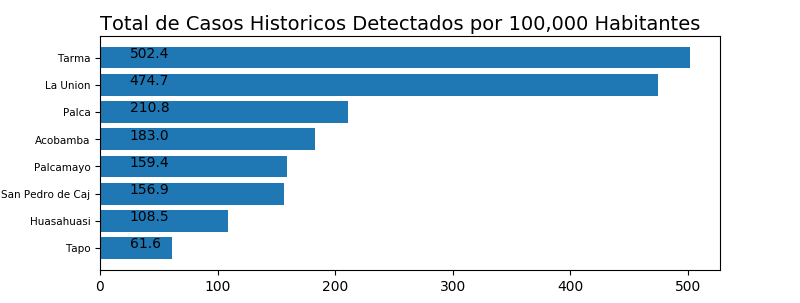 Total de Casos Historicos Detectados por 100,000 Habitantes
Tarma 502.4
La Union 474.7
Palca 210.8
Acobamba 183.0
Palcamayo 159.4
San Pedro de Caj 156.9
Huasahuasi 108.5
Tapo 61.6
0 100 200 300 400 500